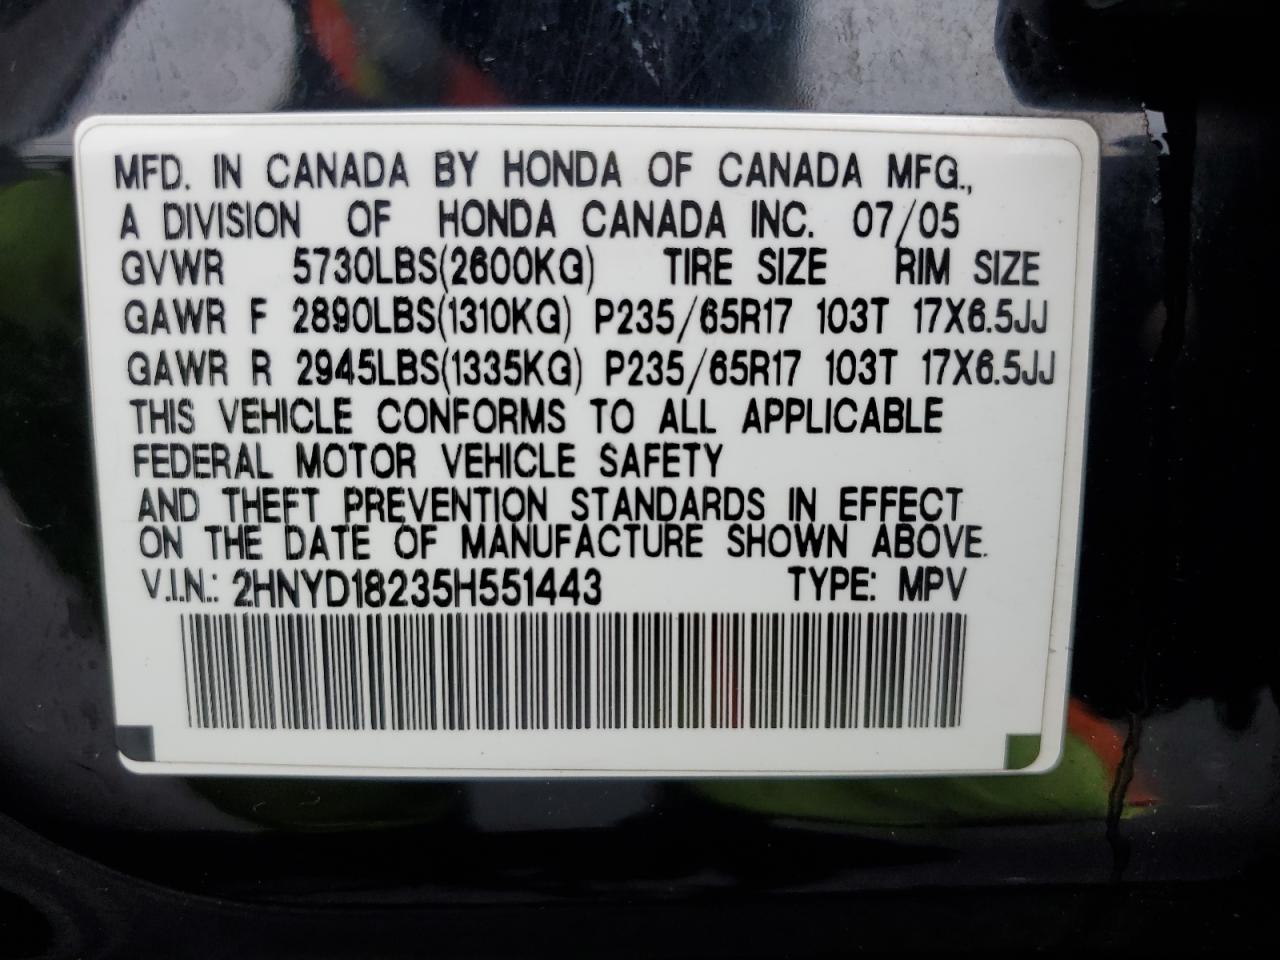 MFD. IN CANADA BY HONDA OF CANADA MFG.,
A DIVISION OF HONDA CANADA INC. 07/05
GVWR 5730LBS(2600KG) TIRE SIZE RIM SIZE
GAWR F 2890LBS(1310KG) P235/65R17 103T 17X6.5JJ
GAWR R 2945LBS(1335KG) P235/65R17 103T 17X6.5JJ
THIS VEHICLE CONFORMS TO ALL APPLICABLE
FEDERAL MOTOR VEHICLE SAFETY
AND THEFT PREVENTION STANDARDS IN EFFECT
ON THE DATE OF MANUFACTURE SHOWN ABOVE.
V.I.N.: 2HNYD18235H551443 TYPE: MPV